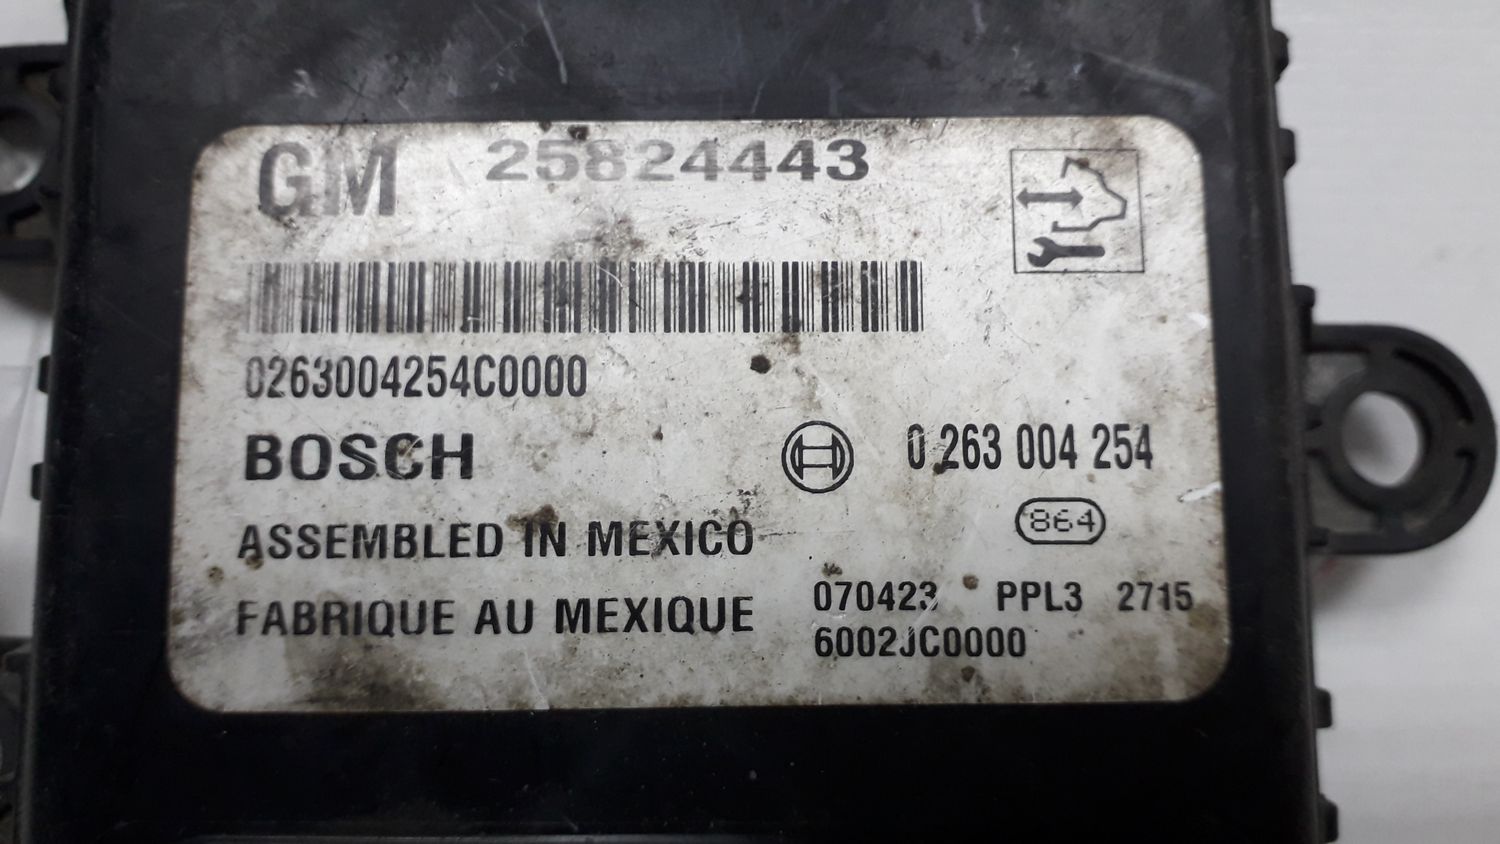 GM 25824443
0263004254C0000
BOSCH 0 263 004 254
864
ASSEMBLED IN MEXICO
FABRIQUE AU MEXIQUE
070423 PPL3 2715
6002JC0000